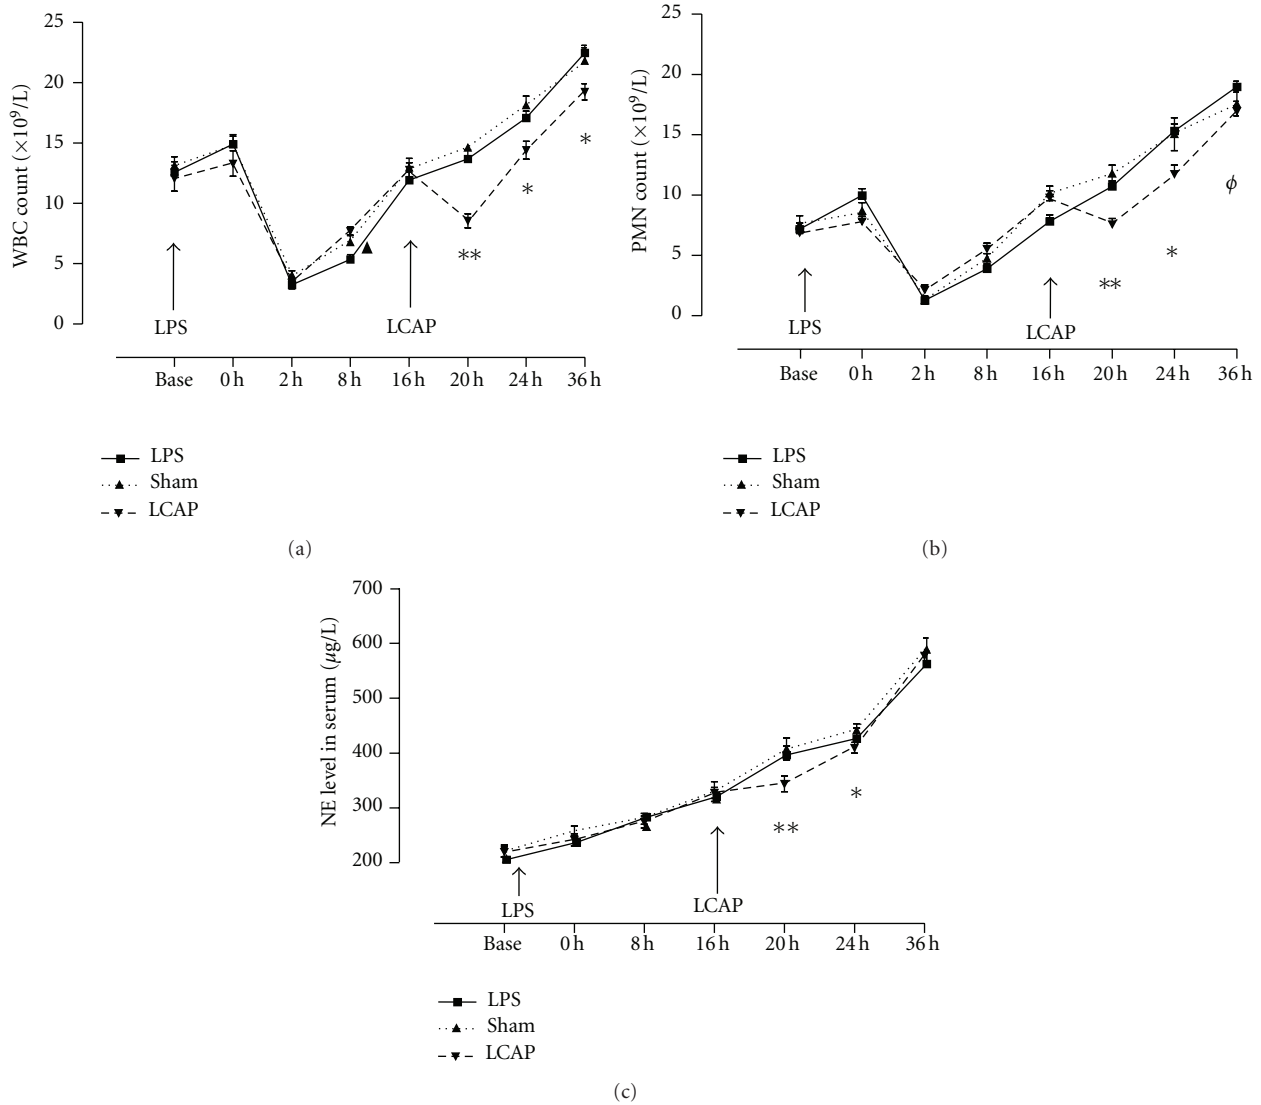 WBC count (×10⁹/L)
25
20
15
10
5
0
**
*
*
LPS
LCAP
Base 0 h 2 h 8 h 16 h 20 h 24 h 36 h
LPS
Sham
LCAP
(a)
PMN count (×10⁹/L)
25
20
15
10
5
0
**
*
ϕ
LPS
LCAP
Base 0 h 2 h 8 h 16 h 20 h 24 h 36 h
LPS
Sham
LCAP
(b)
NE level in serum (μg/L)
700
600
500
400
300
200
**
*
LPS
LCAP
Base 0 h 8 h 16 h 20 h 24 h 36 h
LPS
Sham
LCAP
(c)